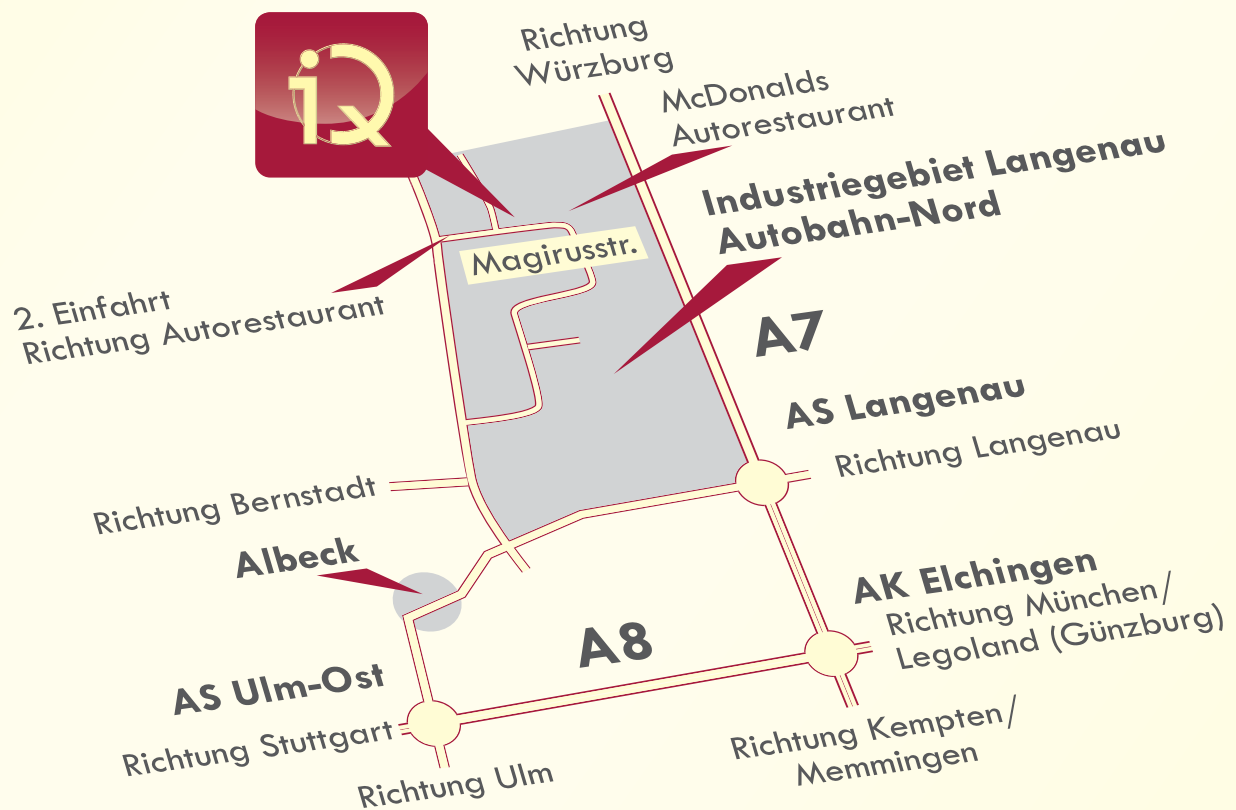 iQ
Richtung
Würzburg
McDonalds
Autorestaurant
Industriegebiet Langenau
Autobahn-Nord
Magirusstr.
2. Einfahrt
Richtung Autorestaurant
A7
AS Langenau
Richtung Langenau
Richtung Bernstadt
Albeck
AK Elchingen
Richtung München/
Legoland (Günzburg)
A8
AS Ulm-Ost
Richtung Stuttgart
Richtung Ulm
Richtung Kempten/
Memmingen